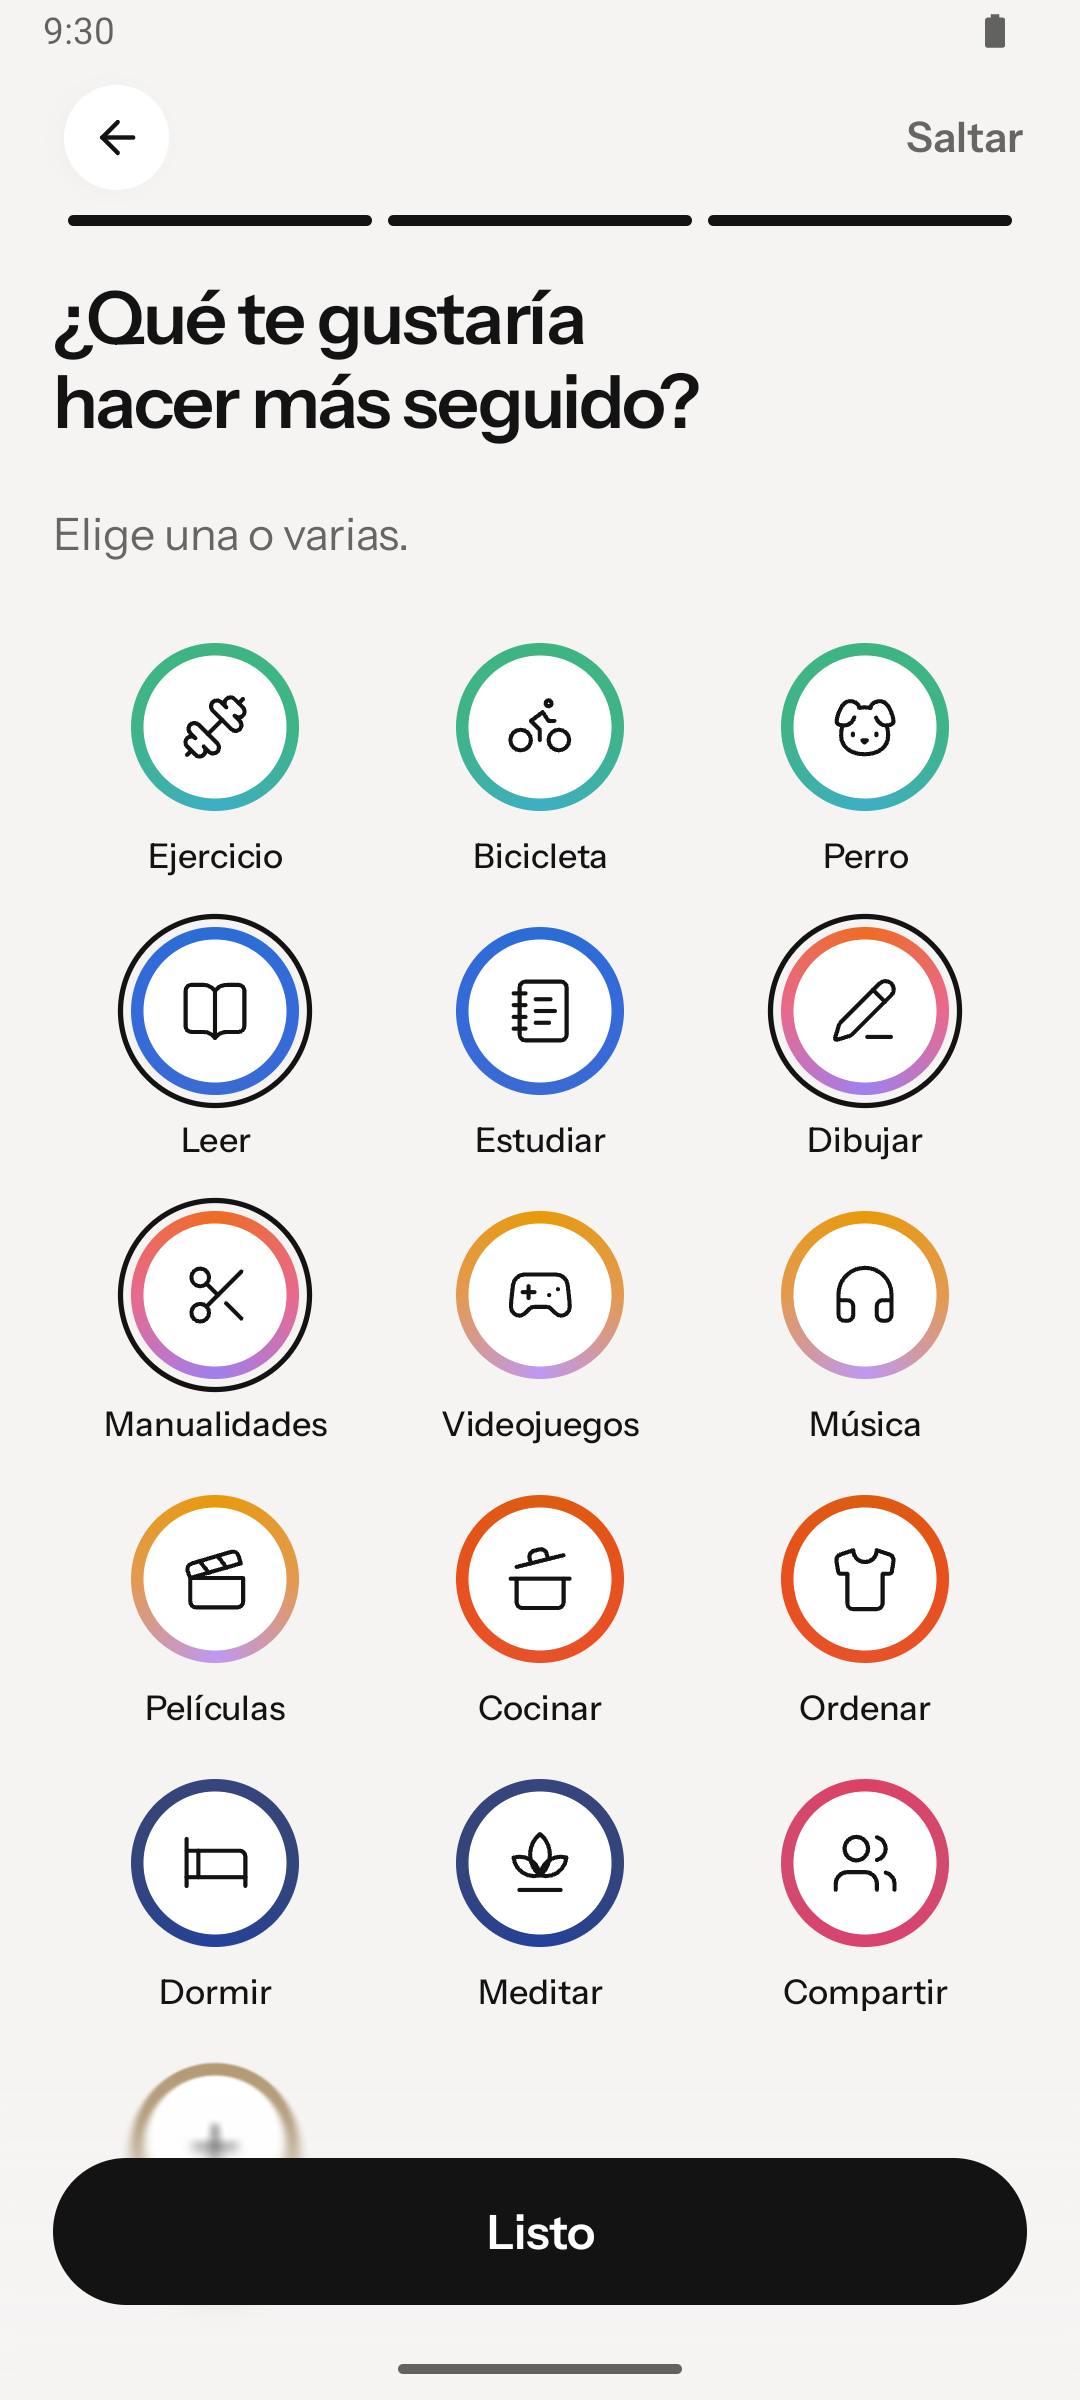 9:30
Saltar
¿Qué te gustaría
hacer más seguido?
Elige una o varias.
Ejercicio
Bicicleta
Perro
Leer
Estudiar
Dibujar
Manualidades
Videojuegos
Música
Películas
Cocinar
Ordenar
Dormir
Meditar
Compartir
Listo